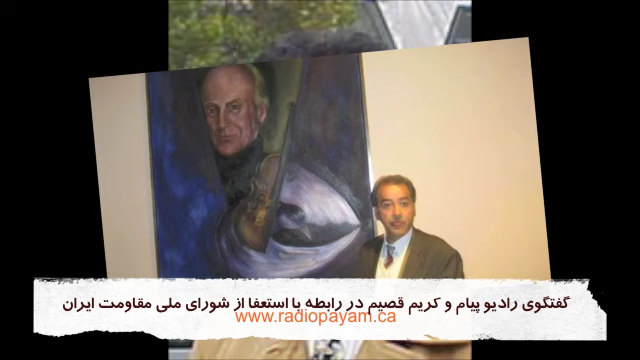 گفتگوی رادیو پیام و کریم قصیم در رابطه با استعفا از شورای ملی مقاومت ایران
www.radiopayam.ca